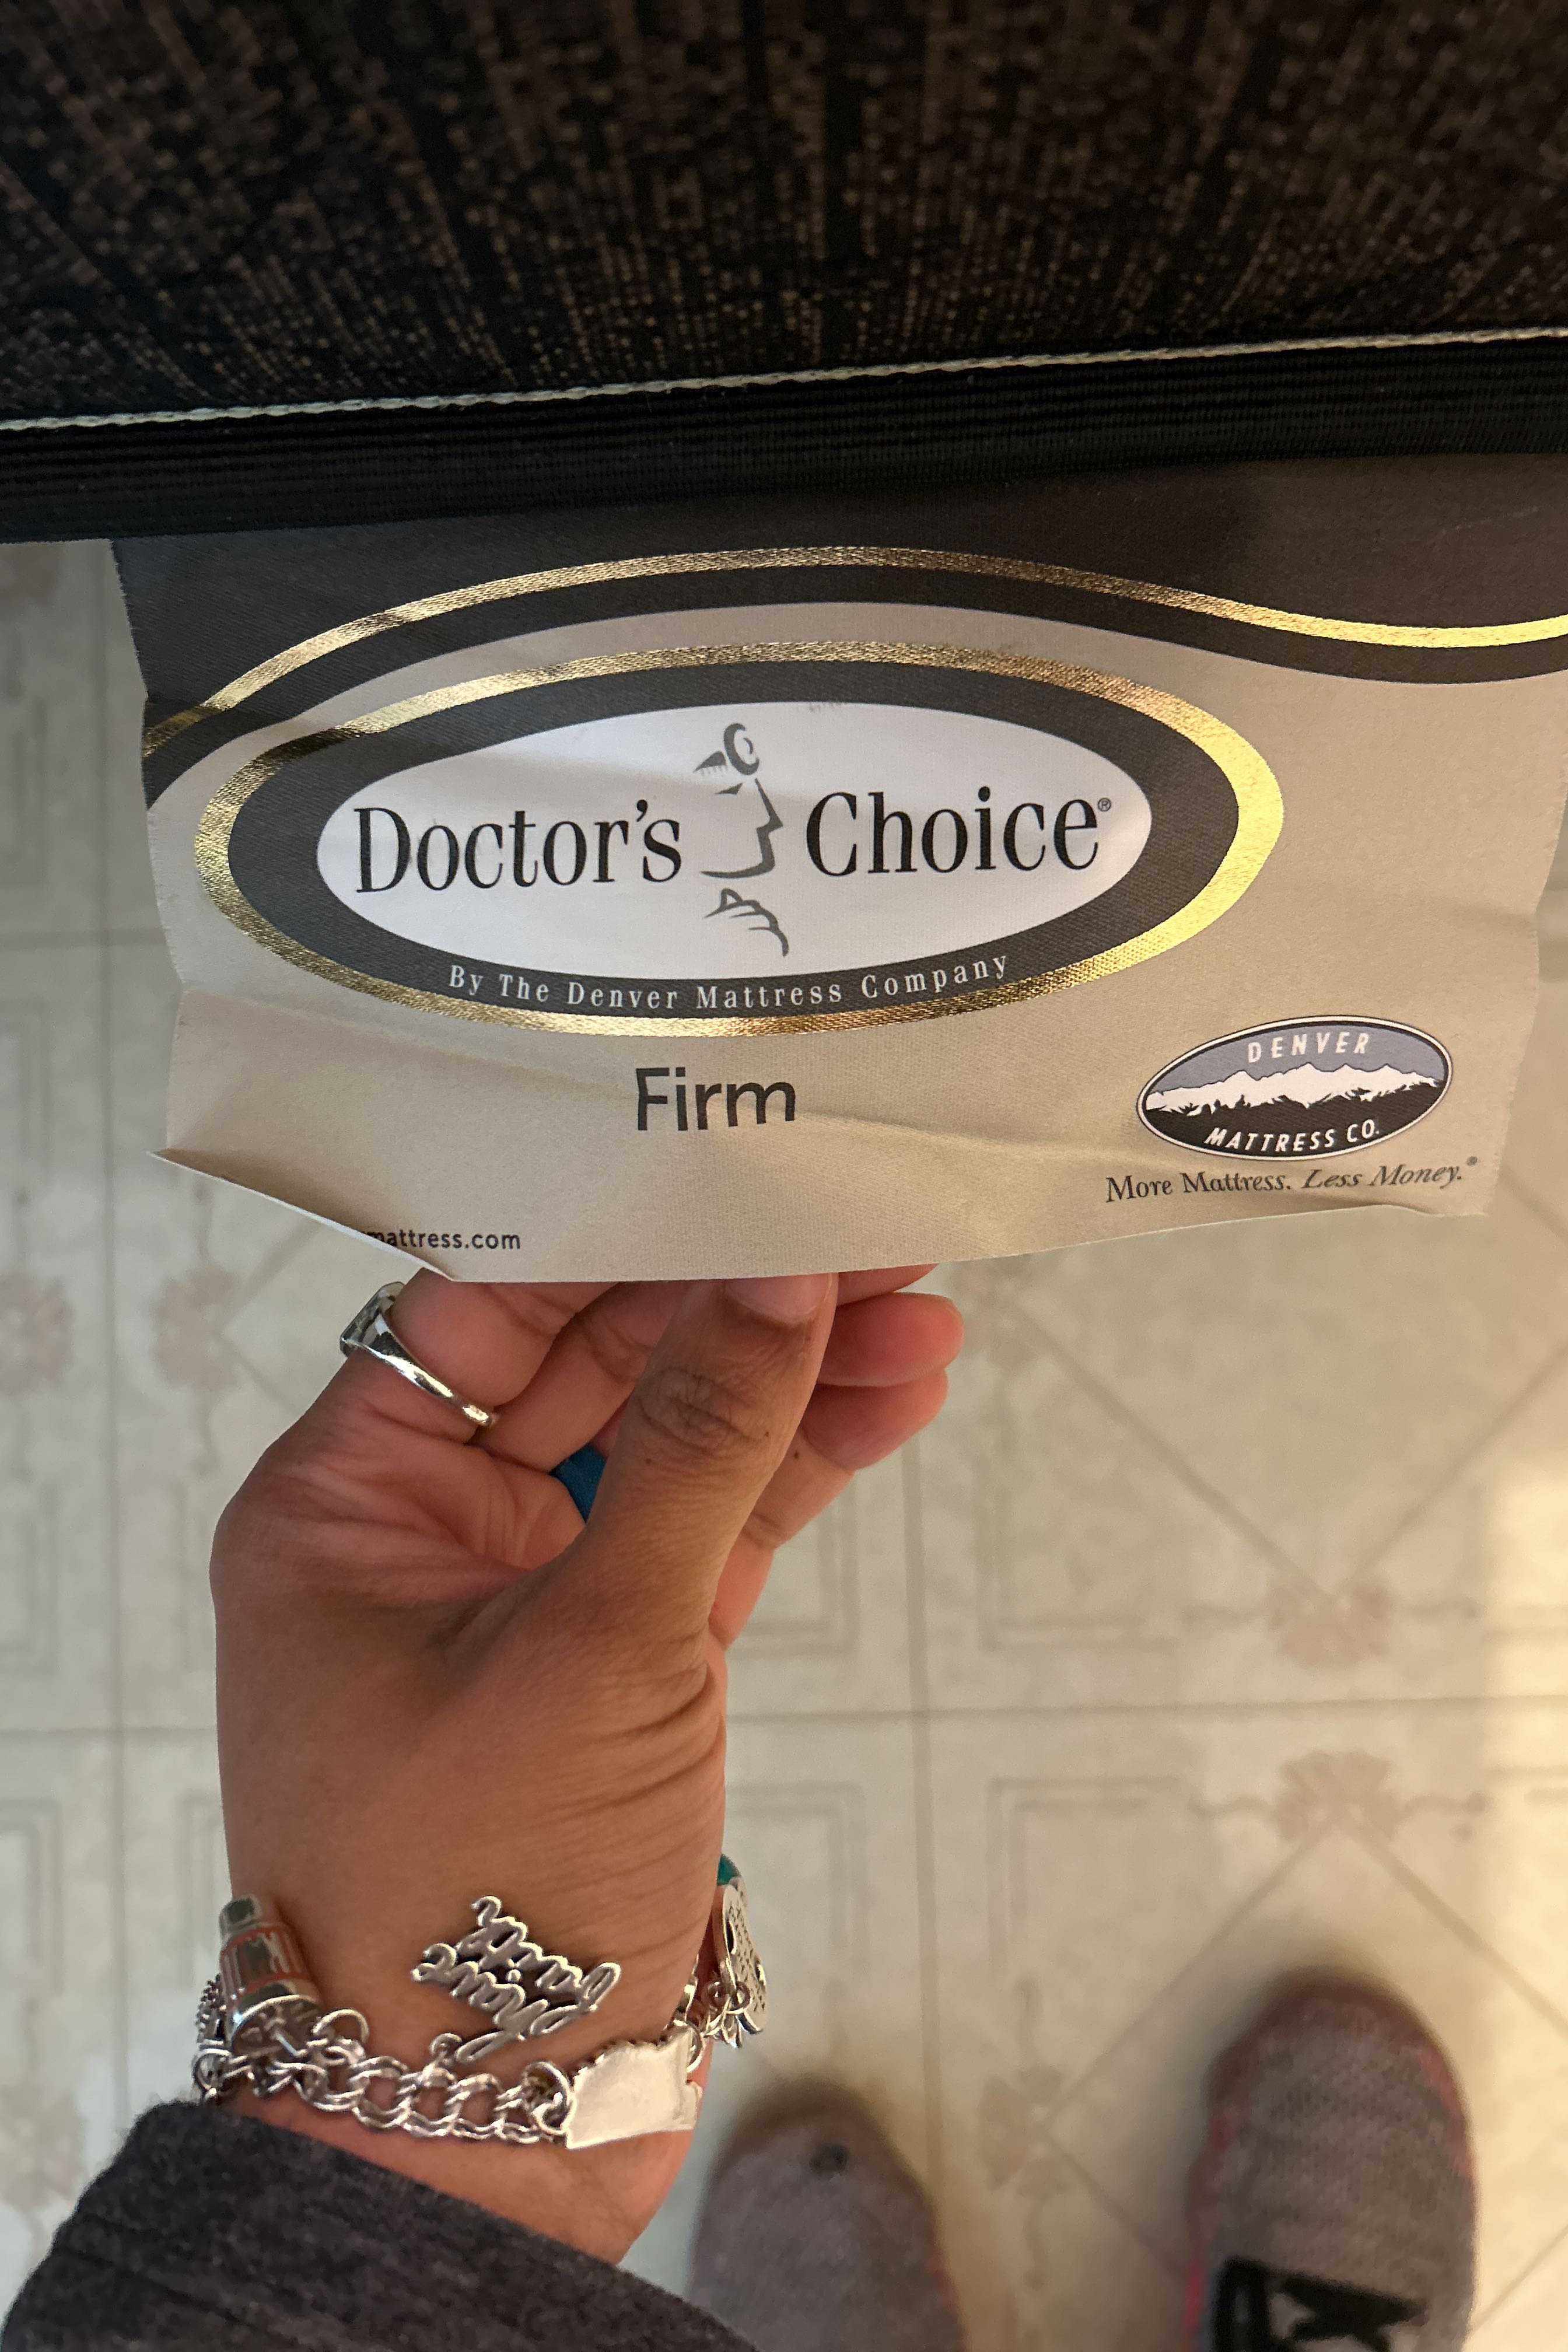 Doctor's Choice®
By The Denver Mattress Company
Firm
DENVER
MATTRESS CO.
More Mattress. Less Money.®
mattress.com